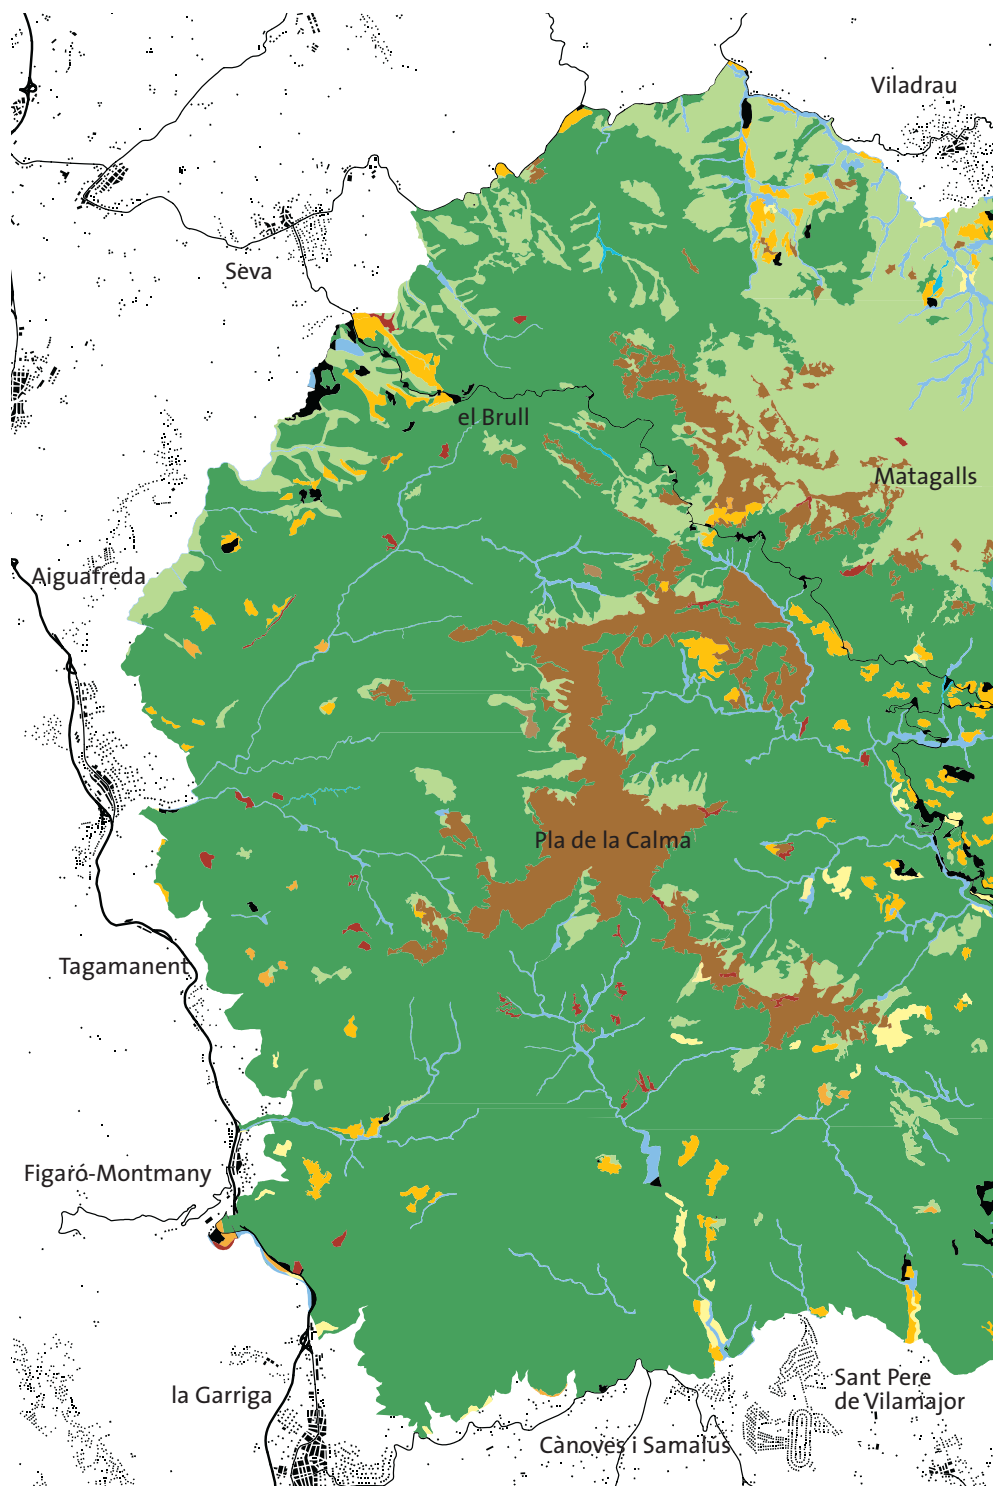 Viladrau
Seva
el Brull
Matagalls
Aiguafreda
Pla de la Calma
Tagamanent
Figaró-Montmany
la Garriga
Sant Pere
de Vilamajor
Cànoves i Samalús